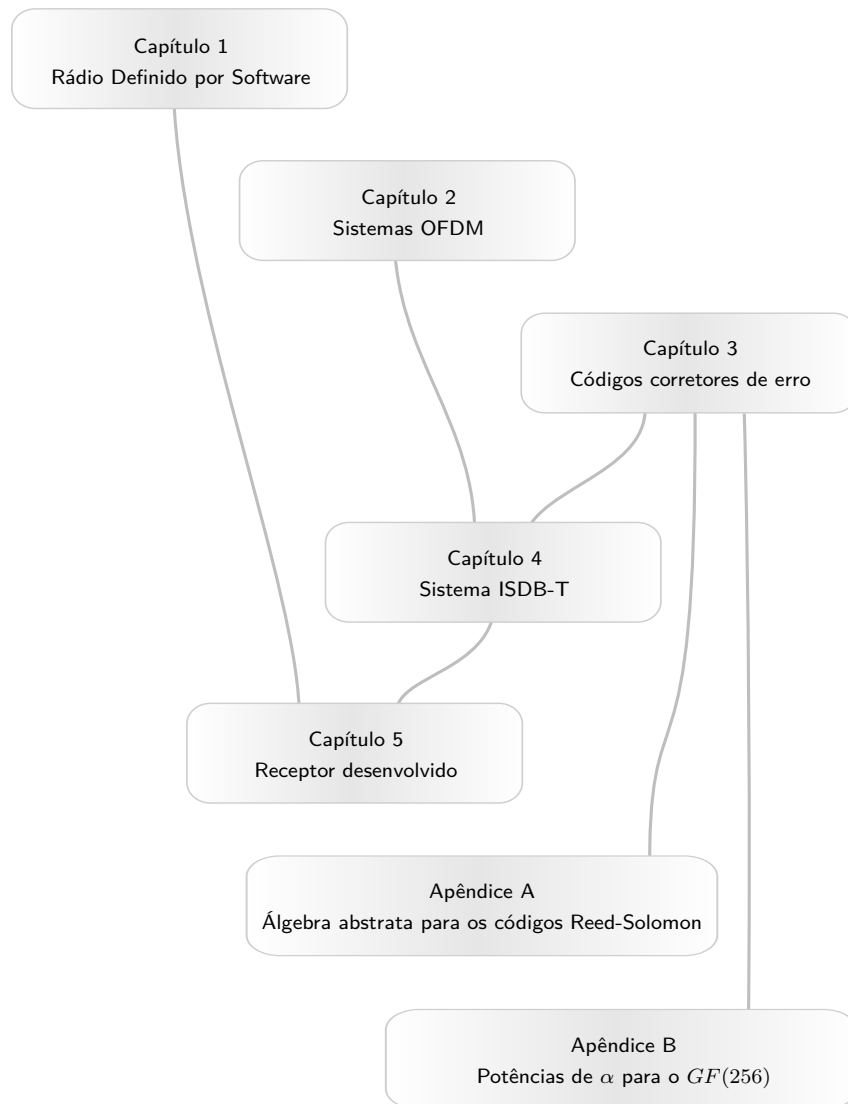 Capítulo 1
Rádio Definido por Software
Capítulo 2
Sistemas OFDM
Capítulo 3
Códigos corretores de erro
Capítulo 4
Sistema ISDB-T
Capítulo 5
Receptor desenvolvido
Apêndice A
Álgebra abstrata para os códigos Reed-Solomon
Apêndice B
Potências de α para o GF(256)